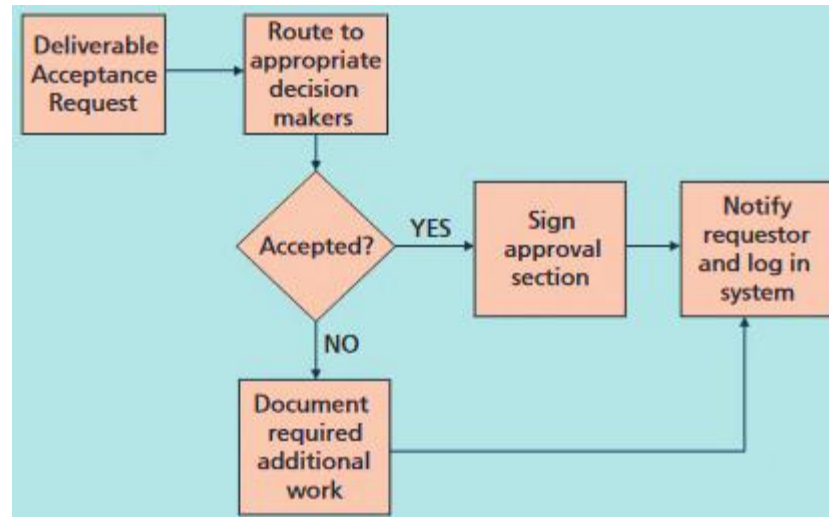 Deliverable
Acceptance
Request
Route to
appropriate
decision
makers
Accepted?
YES
Sign
approval
section
Notify
requestor
and log in
system
NO
Document
required
additional
work